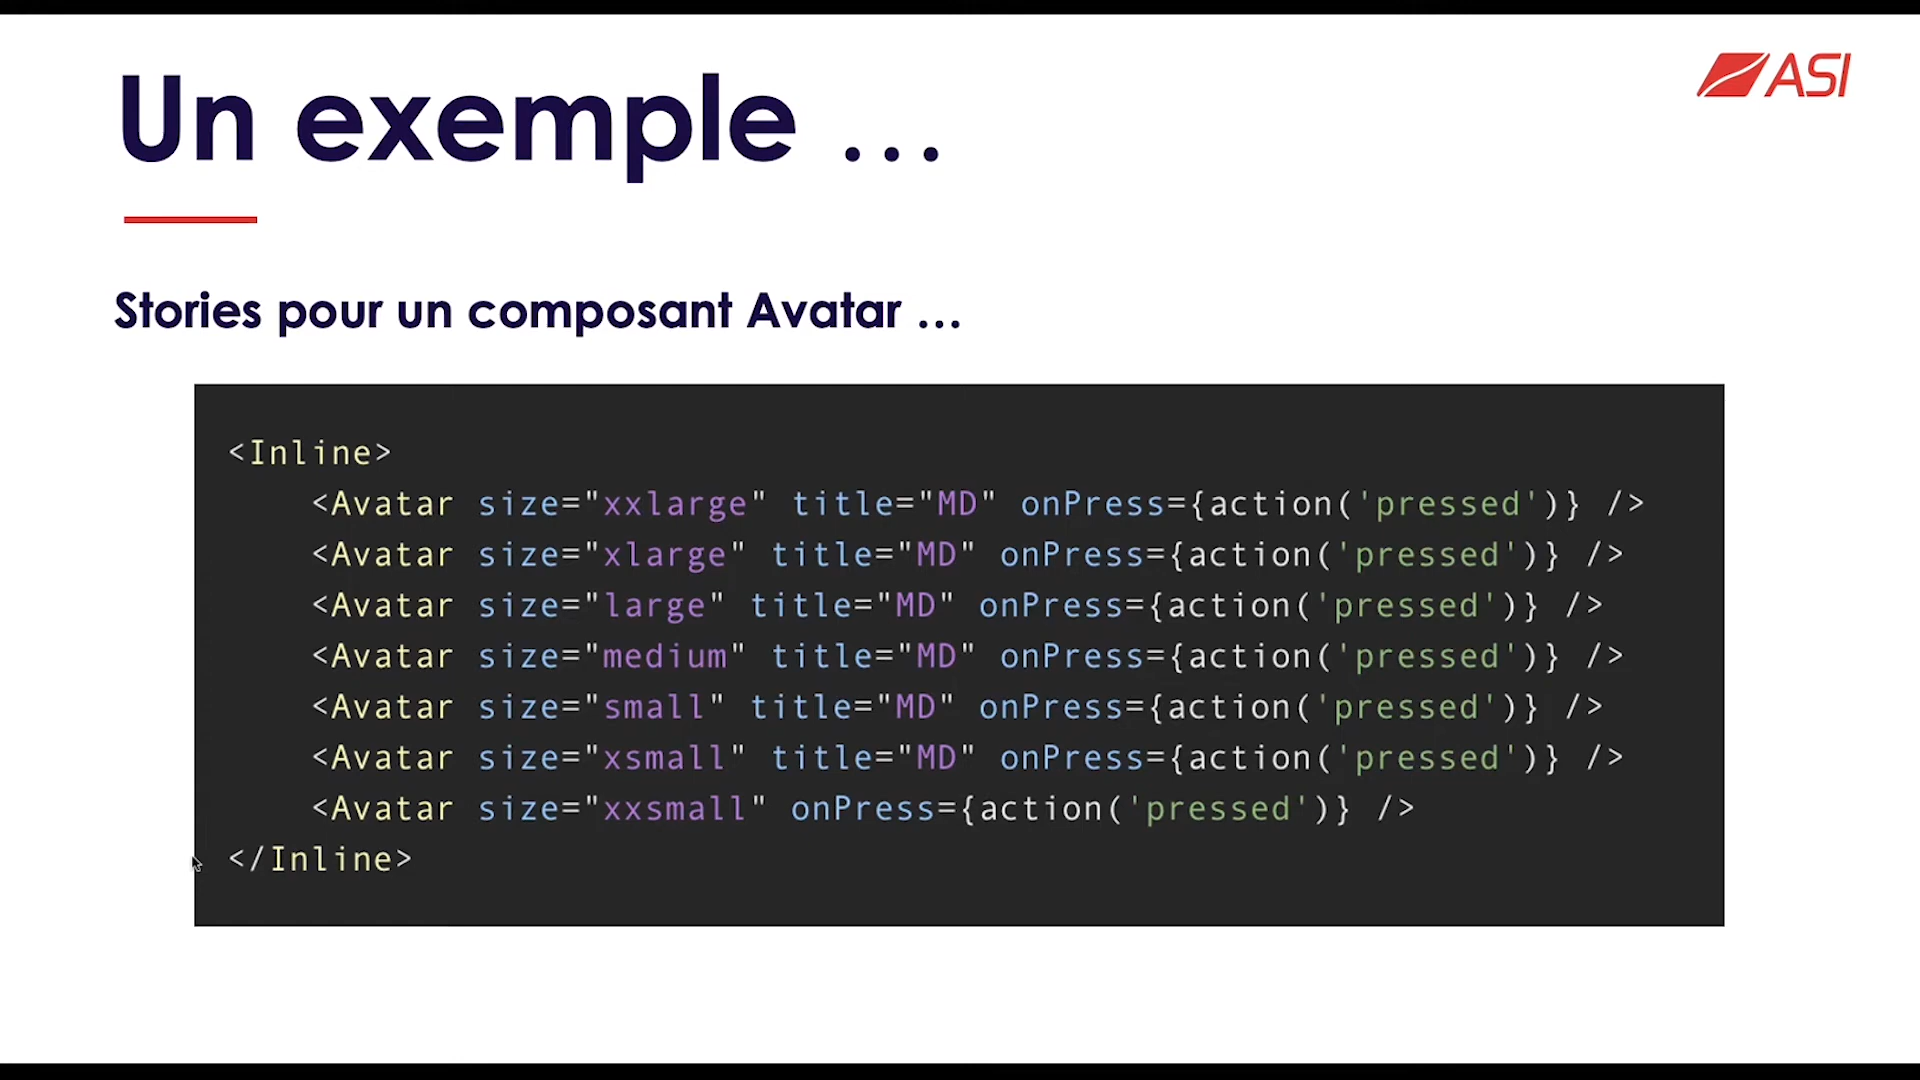 Un exemple ...
ASI
Stories pour un composant Avatar ...
<Inline>
    <Avatar size="xxlarge" title="MD" onPress={action('pressed')} />
    <Avatar size="xlarge" title="MD" onPress={action('pressed')} />
    <Avatar size="large" title="MD" onPress={action('pressed')} />
    <Avatar size="medium" title="MD" onPress={action('pressed')} />
    <Avatar size="small" title="MD" onPress={action('pressed')} />
    <Avatar size="xsmall" title="MD" onPress={action('pressed')} />
    <Avatar size="xxsmall" onPress={action('pressed')} />
</Inline>